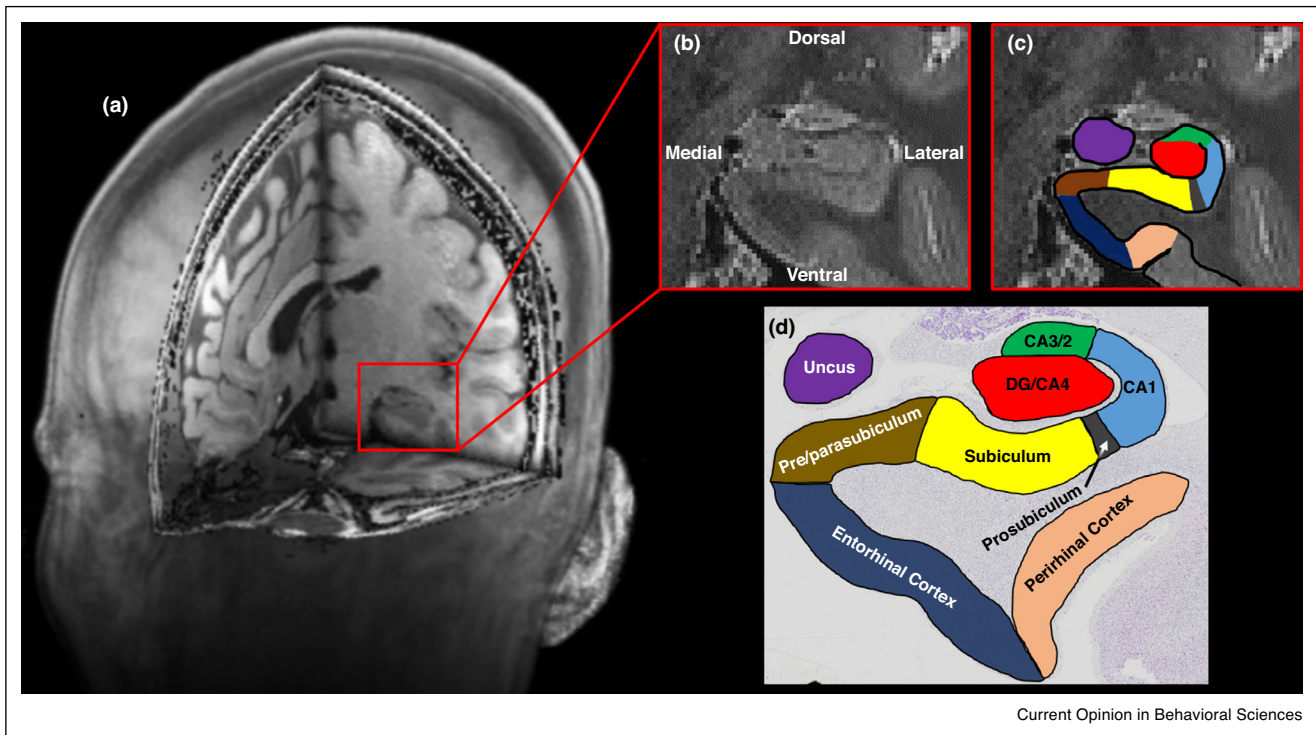 (a)
(b)
Dorsal
Medial
Lateral
Ventral
(c)
(d)
Uncus
CA3/2
DG/CA4
CA1
Pre/parasubiculum
Subiculum
Prosubiculum
Entorhinal Cortex
Perirhinal Cortex
Current Opinion in Behavioral Sciences